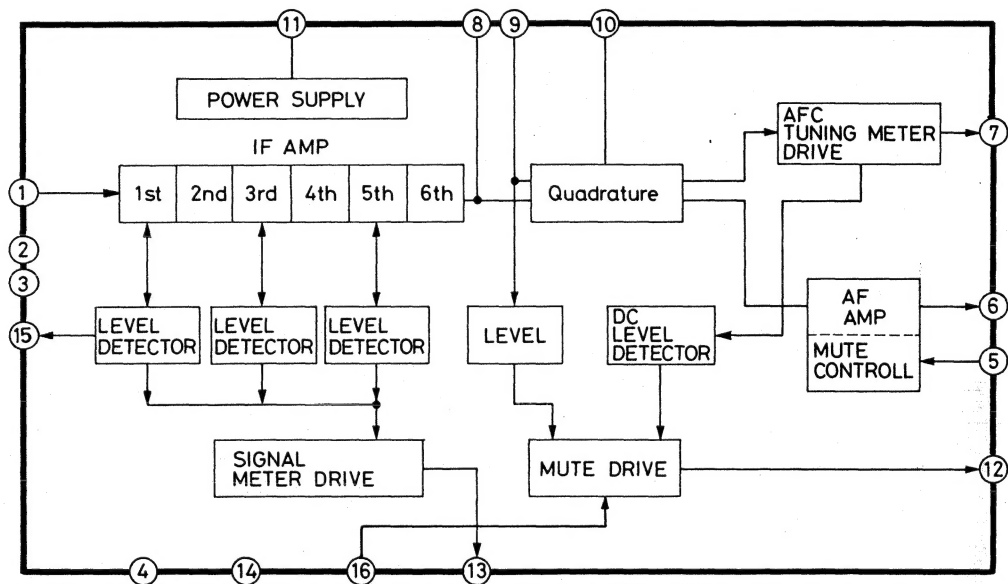 11
8
9
10
POWER SUPPLY
IF AMP
AFC
TUNING METER
DRIVE
7
1
1st
2nd
3rd
4th
5th
6th
Quadrature
2
3
15
LEVEL
DETECTOR
LEVEL
DETECTOR
LEVEL
DETECTOR
LEVEL
DC
LEVEL
DETECTOR
AF
AMP
6
MUTE
CONTROLL
5
SIGNAL
METER DRIVE
MUTE DRIVE
12
4
14
16
13